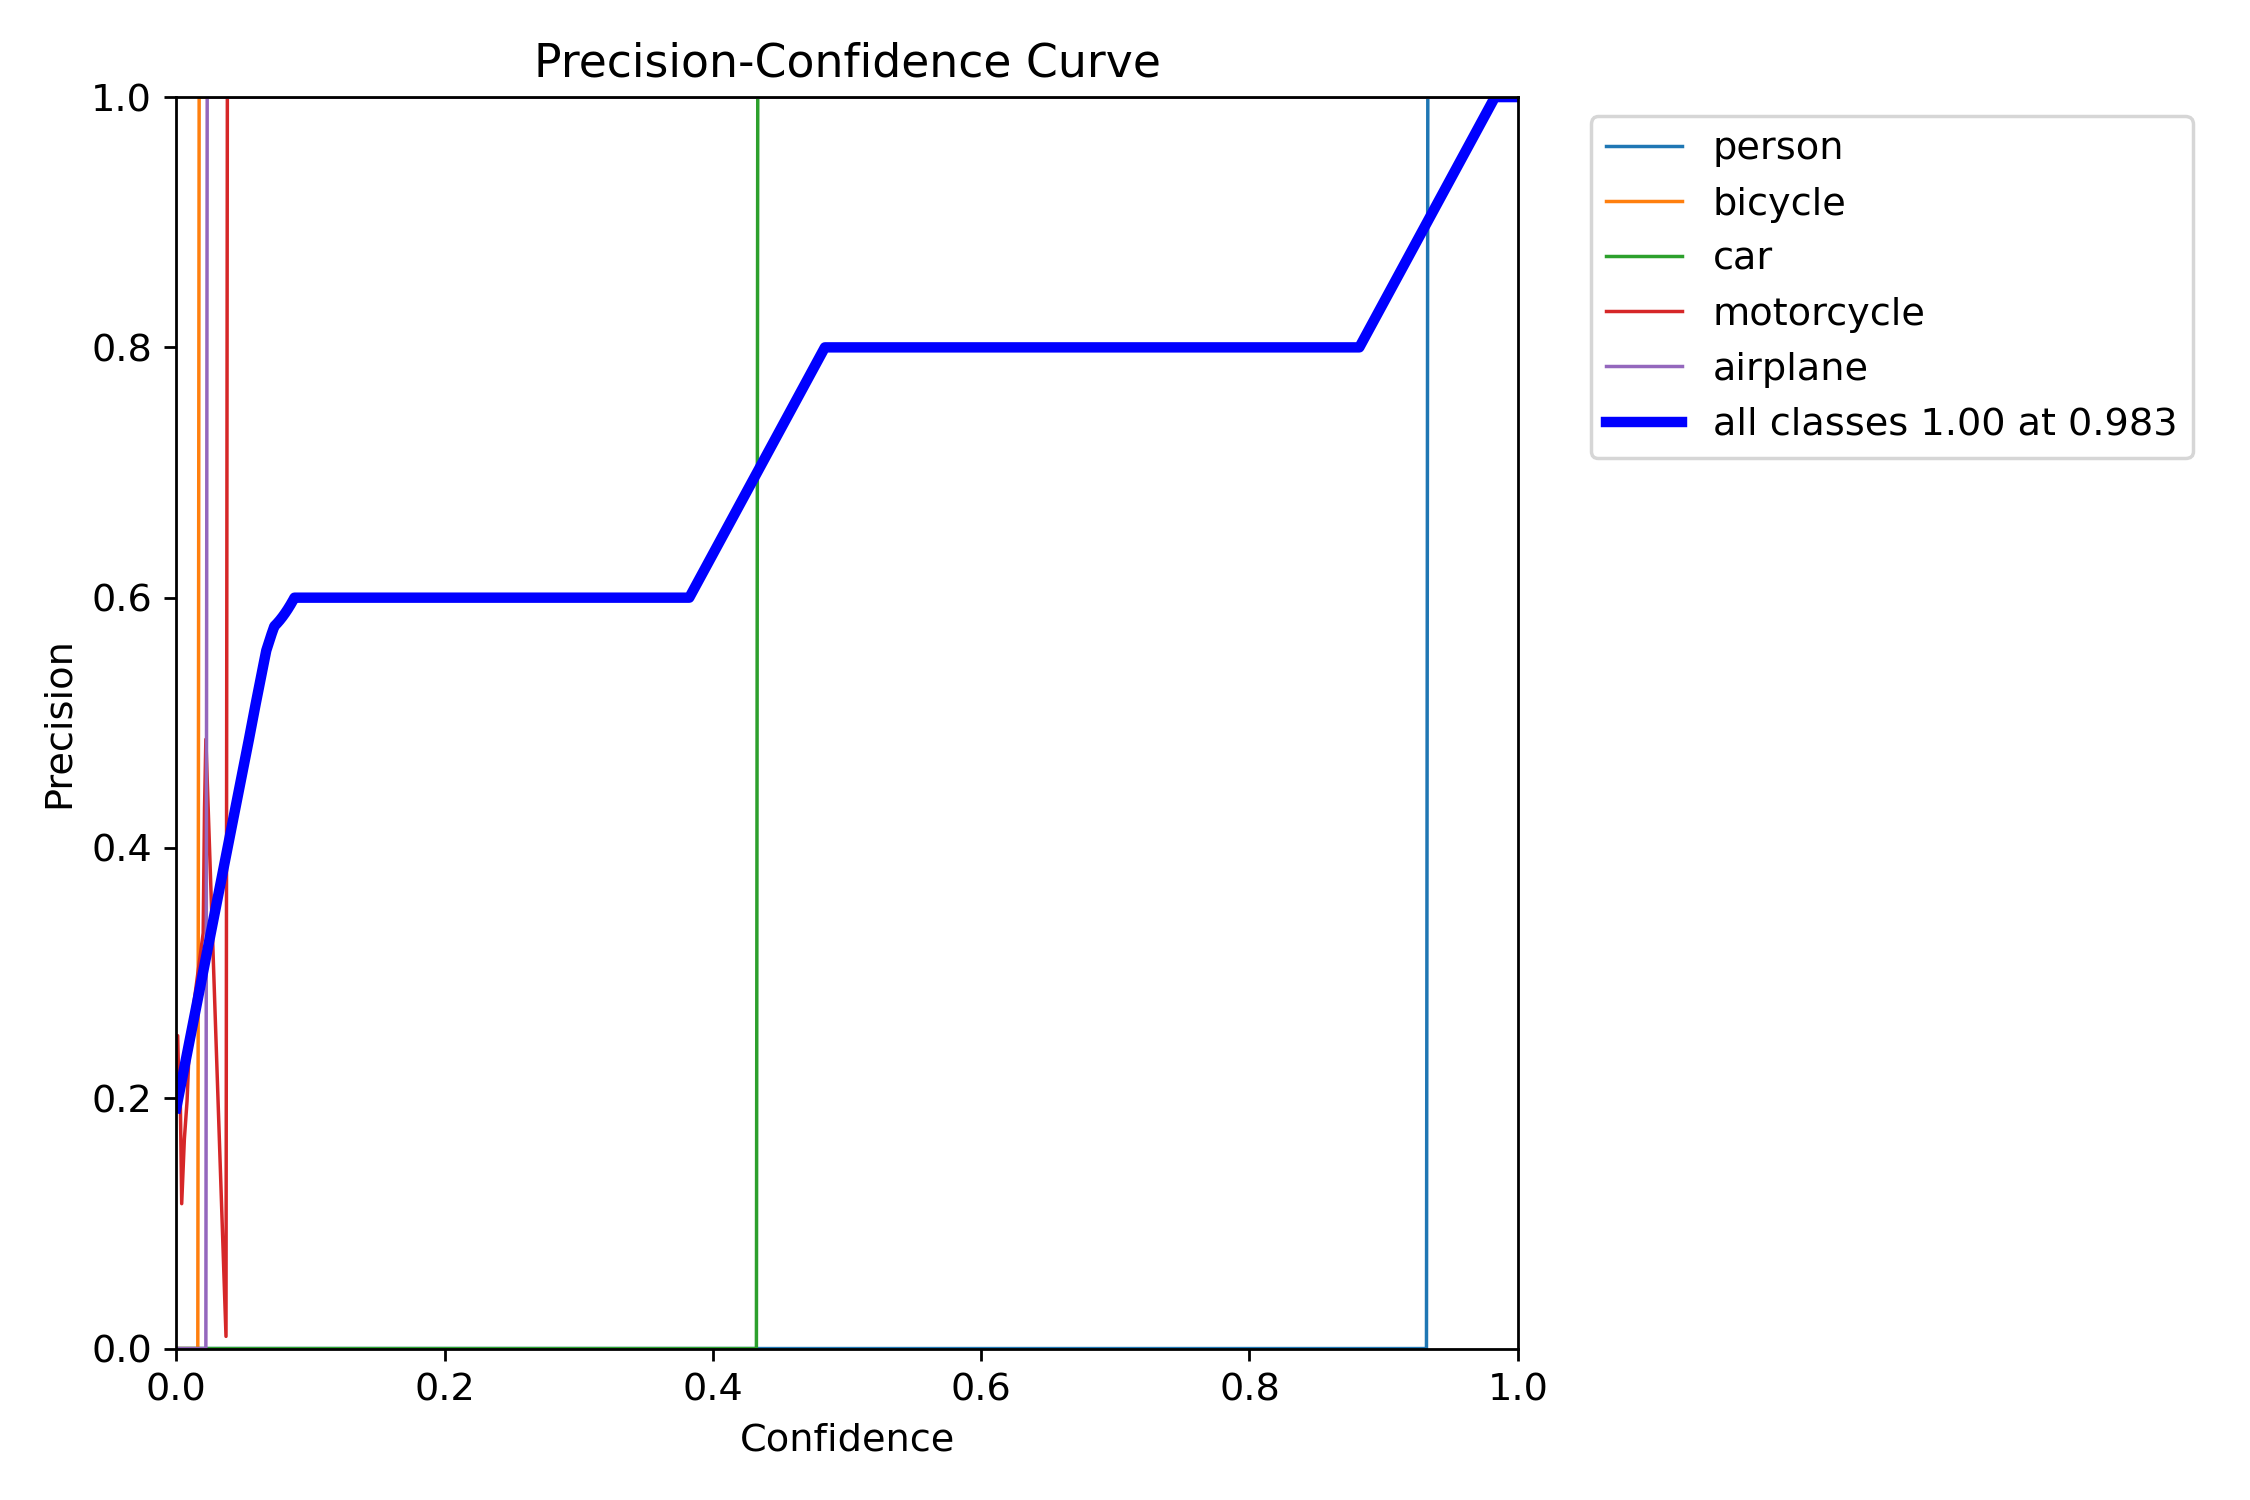 Precision-Confidence Curve
1.0
0.8
0.6
0.4
0.2
0.0
Precision
0.0 0.2 0.4 0.6 0.8 1.0
Confidence
person
bicycle
car
motorcycle
airplane
all classes 1.00 at 0.983